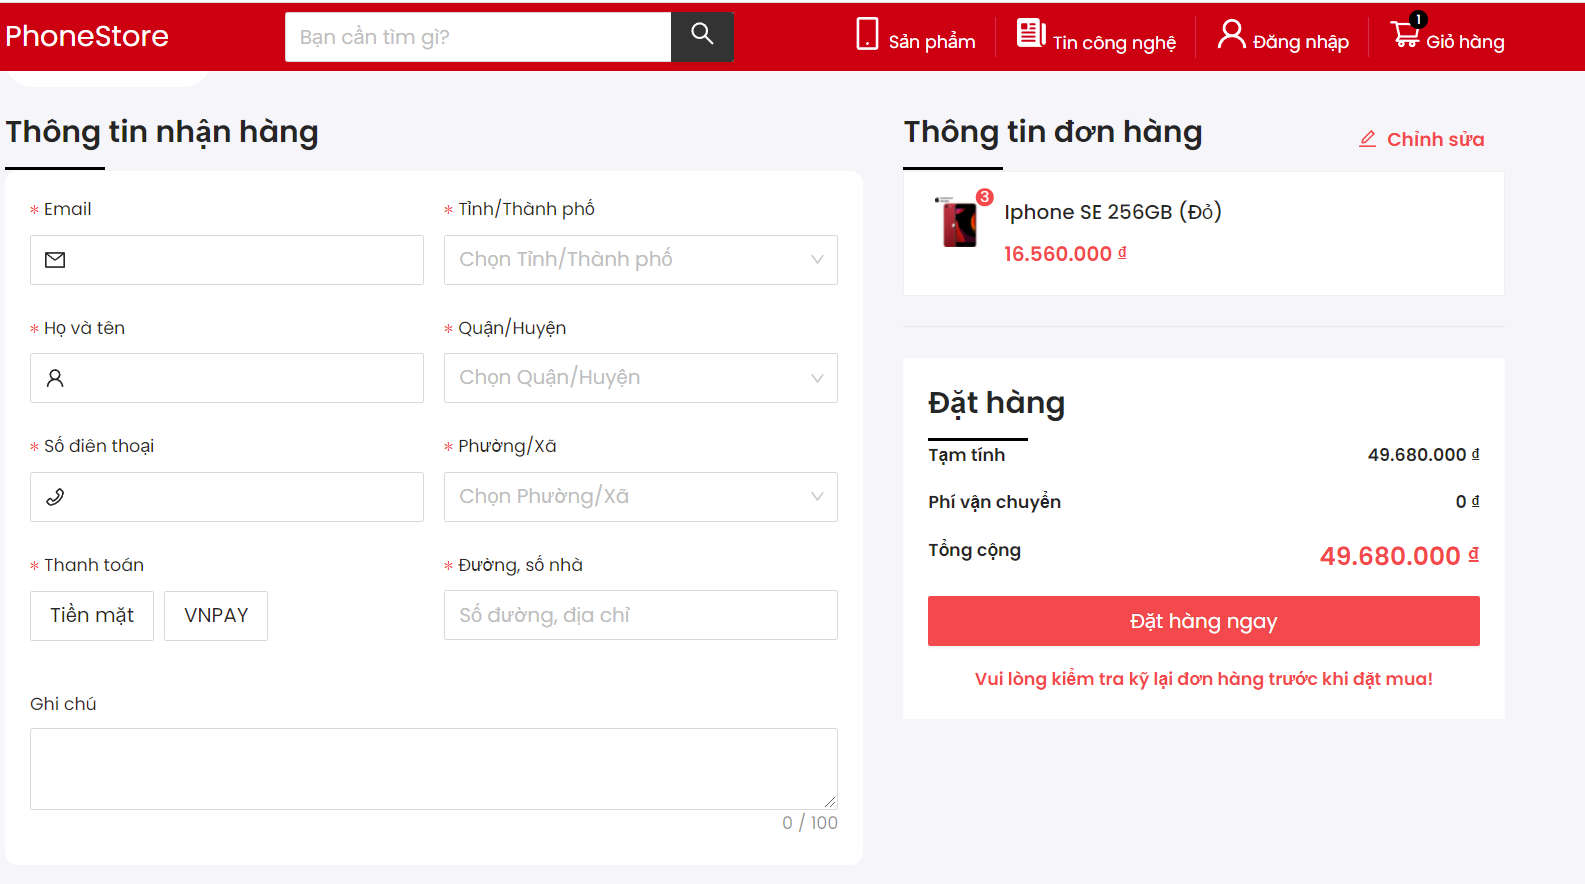 PhoneStore
Bạn cần tìm gì?
Sản phẩm
Tin công nghệ
Đăng nhập
1
Giỏ hàng
Thông tin nhận hàng
* Email
* Tỉnh/Thành phố
Chọn Tỉnh/Thành phố
* Họ và tên
* Quận/Huyện
Chọn Quận/Huyện
* Số điên thoại
* Phường/Xã
Chọn Phường/Xã
* Thanh toán
* Đường, số nhà
Tiền mặt
VNPAY
Số đường, địa chỉ
Ghi chú
0 / 100
Thông tin đơn hàng
Chỉnh sửa
3
Iphone SE 256GB (Đỏ)
16.560.000 ₫
Đặt hàng
Tạm tính 49.680.000 ₫
Phí vận chuyển 0 ₫
Tổng cộng 49.680.000 ₫
Đặt hàng ngay
Vui lòng kiểm tra kỹ lại đơn hàng trước khi đặt mua!